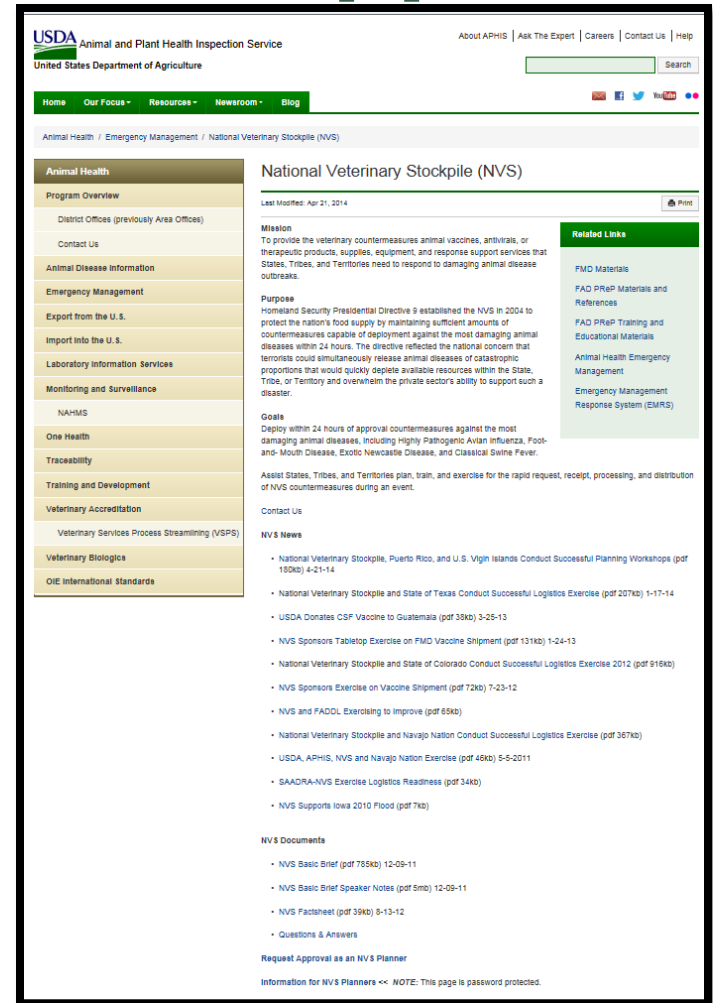 USDA Animal and Plant Health Inspection Service
United States Department of Agriculture
About APHIS | Ask The Expert | Careers | Contact Us | Help
Search
Home Our Focus Resources Newsroom Blog
You Tube
Animal Health / Emergency Management / National Veterinary Stockpile (NVS)
Animal Health
Program Overview
District Offices (previously Area Offices)
Contact Us
Animal Disease Information
Emergency Management
Export from the U.S.
Import into the U.S.
Laboratory Information Services
Monitoring and Surveillance
NAHMS
One Health
Traceability
Training and Development
Veterinary Accreditation
Veterinary Services Process Streamlining (VSPS)
Veterinary Biologics
OIE International Standards
National Veterinary Stockpile (NVS)
Last Modified: Apr 21, 2014
Print
Mission
To provide the veterinary countermeasures animal vaccines, antivirals, or
therapeutic products, supplies, equipment, and response support services that
States, Tribes, and Territories need to respond to damaging animal disease
outbreaks.
Purpose
Homeland Security Presidential Directive 9 established the NVS in 2004 to
protect the nation's food supply by maintaining sufficient amounts of
countermeasures capable of deployment against the most damaging animal
diseases within 24 hours. The directive reflected the national concern that
terrorists could simultaneously release animal diseases of catastrophic
proportions that would quickly deplete available resources within the State,
Tribe, or Territory and overwhelm the private sector's ability to support such a
disaster.
Goals
Deploy within 24 hours of approval countermeasures against the most
damaging animal diseases, including Highly Pathogenic Avian Influenza, Foot-
and- Mouth Disease, Exotic Newcastle Disease, and Classical Swine Fever.
Assist States, Tribes, and Territories plan, train, and exercise for the rapid request, receipt, processing, and distribution
of NVS countermeasures during an event.
Contact Us
Related Links
FMD Materials
FAD PReP Materials and
References
FAD PReP Training and
Educational Materials
Animal Health Emergency
Management
Emergency Management
Response System (EMRS)
NVS News
• National Veterinary Stockpile, Puerto Rico, and U.S. Vigin Islands Conduct Successful Planning Workshops (pdf
180kb) 4-21-14
• National Veterinary Stockpile and State of Texas Conduct Successful Logistics Exercise (pdf 207kb) 1-17-14
• USDA Donates CSF Vaccine to Guatemala (pdf 38kb) 3-25-13
• NVS Sponsors Tabletop Exercise on FMD Vaccine Shipment (pdf 131kb) 1-24-13
• National Veterinary Stockpile and State of Colorado Conduct Successful Logistics Exercise 2012 (pdf 916kb)
• NVS Sponsors Exercise on Vaccine Shipment (pdf 72kb) 7-23-12
• NVS and FADDL Exercising to Improve (pdf 65kb)
• National Veterinary Stockpile and Navajo Nation Conduct Successful Logistics Exercise (pdf 367kb)
• USDA, APHIS, NVS and Navajo Nation Exercise (pdf 46kb) 5-5-2011
• SAADRA-NVS Exercise Logistics Readiness (pdf 34kb)
• NVS Supports Iowa 2010 Flood (pdf 7kb)
NVS Documents
• NVS Basic Brief (pdf 785kb) 12-09-11
• NVS Basic Brief Speaker Notes (pdf 5mb) 12-09-11
• NVS Factsheet (pdf 39kb) 8-13-12
• Questions & Answers
Request Approval as an NVS Planner
Information for NVS Planners << NOTE: This page is password protected.